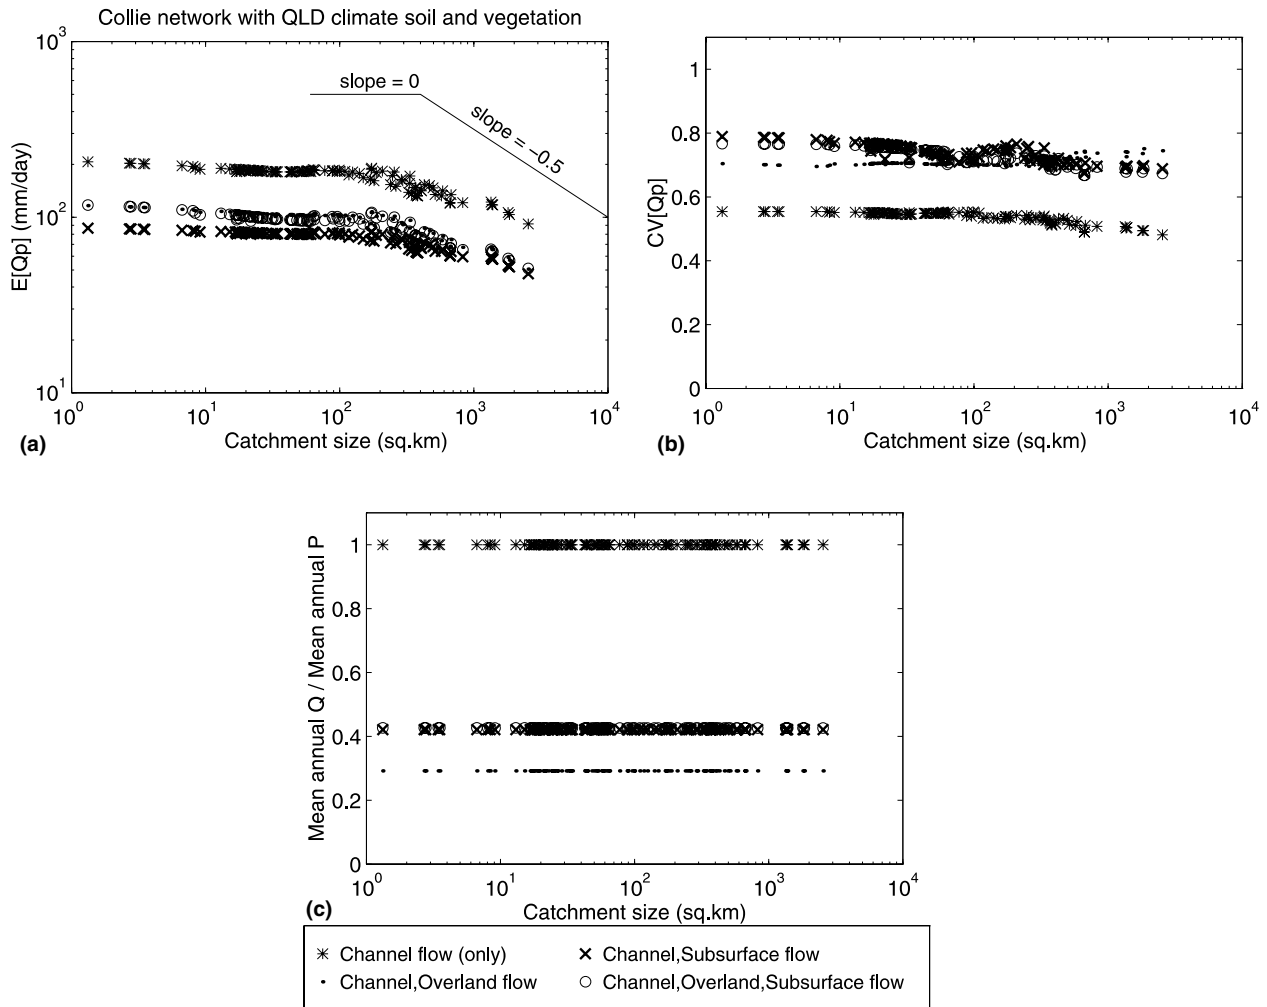 Collie network with QLD climate soil and vegetation
10^3
10^2
10^1
E[Qp] (mm/day)
slope = 0
slope = −0.5
10^0
10^1
10^2
10^3
10^4
Catchment size (sq.km)
(a)
1
0.8
0.6
0.4
0.2
0
CV[Qp]
10^0
10^1
10^2
10^3
10^4
Catchment size (sq.km)
(b)
1
0.8
0.6
0.4
0.2
0
Mean annual Q / Mean annual P
10^0
10^1
10^2
10^3
10^4
Catchment size (sq.km)
(c)
Channel flow (only)
Channel,Subsurface flow
Channel,Overland flow
Channel,Overland,Subsurface flow